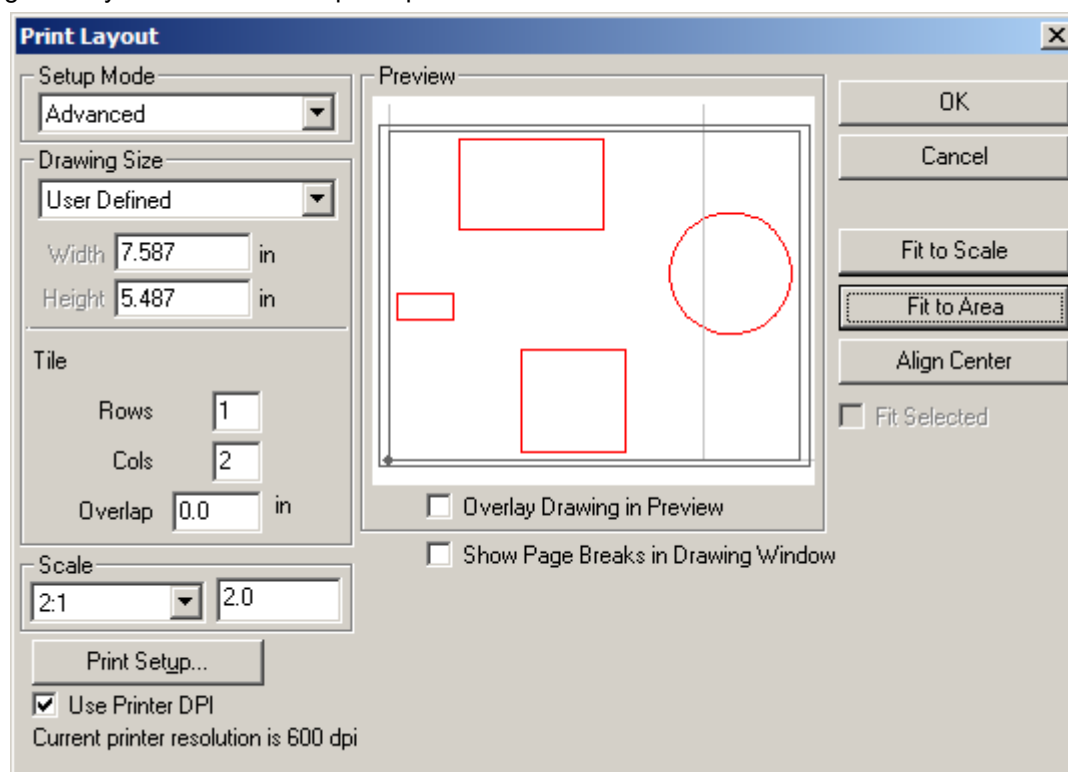 Print Layout
Setup Mode
Advanced
Drawing Size
User Defined
Width 7.587 in
Height 5.487 in
Tile
Rows 1
Cols 2
Overlap 0.0 in
Scale
2:1 2.0
Print Setup...
Use Printer DPI
Current printer resolution is 600 dpi
Preview
Overlay Drawing in Preview
Show Page Breaks in Drawing Window
OK
Cancel
Fit to Scale
Fit to Area
Align Center
Fit Selected